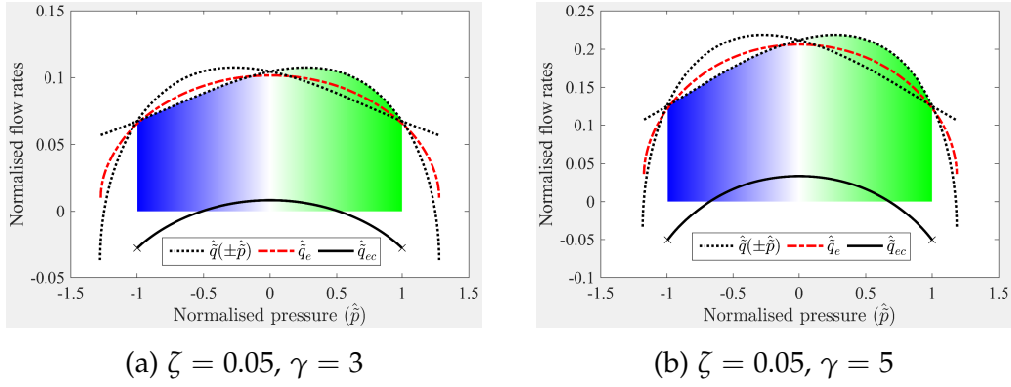 0.15
0.1
0.05
0
-0.05
Normalised flow rates
-1.5 -1 -0.5 0 0.5 1 1.5
Normalised pressure (p̂̃)
q̂̃(±p̂̃) q̂̃ₑ q̂̃ₑ꜀
(a) ζ = 0.05, γ = 3
0.25
0.2
0.15
0.1
0.05
0
-0.05
-0.1
Normalised flow rates
-1.5 -1 -0.5 0 0.5 1 1.5
Normalised pressure (p̂̃)
q̂̃(±p̂̃) q̂̃ₑ q̂̃ₑ꜀
(b) ζ = 0.05, γ = 5